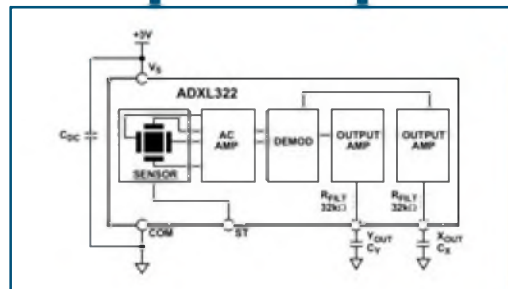 +3V
VS
ADXL322
CDC
SENSOR
AC
AMP
DEMOD
OUTPUT
AMP
OUTPUT
AMP
RFILT
32kΩ
RFILT
32kΩ
COM
ST
YOUT
CY
XOUT
CX